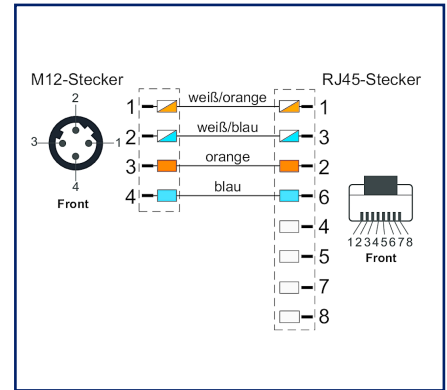 M12-Stecker
RJ45-Stecker
2
3
1
4
Front
1 weiß/orange 1
2 weiß/blau 3
3 orange 2
4 blau 6
4
5
7
8
12345678
Front